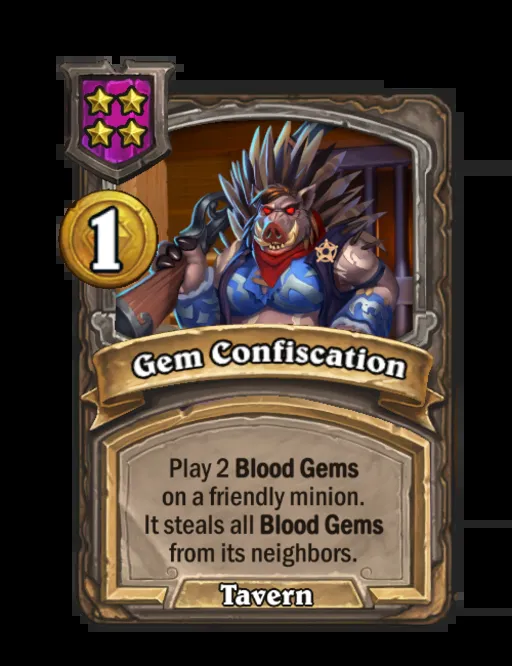 1
Gem Confiscation
Play 2 Blood Gems
on a friendly minion.
It steals all Blood Gems
from its neighbors.
Tavern